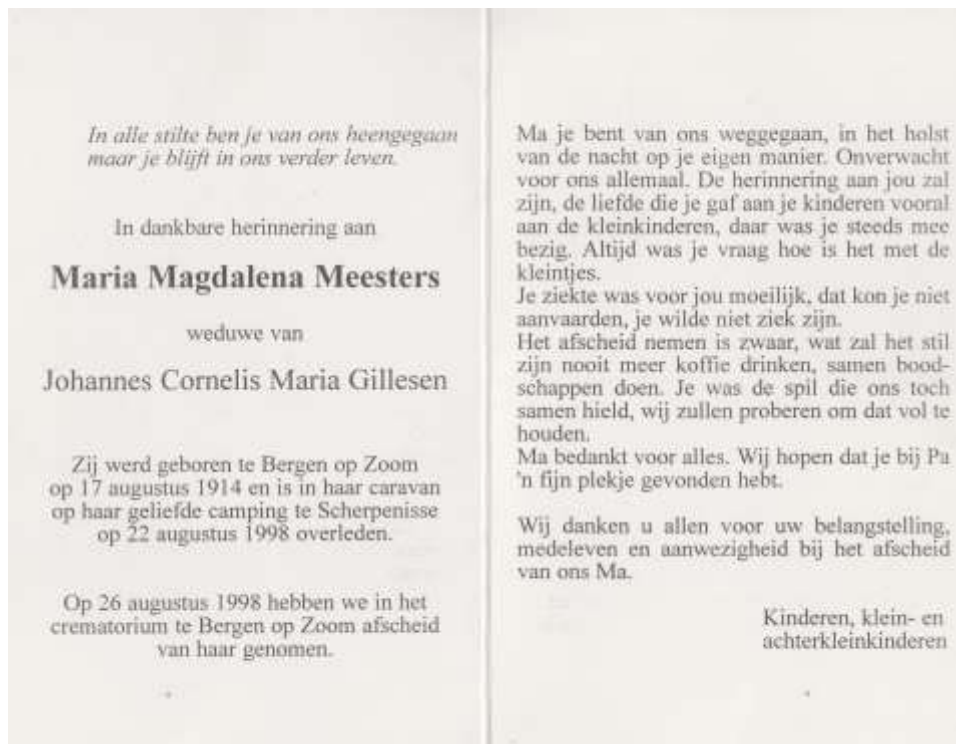 In alle stilte ben je van ons heengegaan
maar je blijft in ons verder leven.
In dankbare herinnering aan
Maria Magdalena Meesters
weduwe van
Johannes Cornelis Maria Gillesen
Zij werd geboren te Bergen op Zoom
op 17 augustus 1914 en is in haar caravan
op haar geliefde camping te Scherpenisse
op 22 augustus 1998 overleden.
Op 26 augustus 1998 hebben we in het
crematorium te Bergen op Zoom afscheid
van haar genomen.
Ma je bent van ons weggegaan, in het holst
van de nacht op je eigen manier. Onverwacht
voor ons allemaal. De herinnering aan jou zal
zijn, de liefde die je gaf aan je kinderen vooral
aan de kleinkinderen, daar was je steeds mee
bezig. Altijd was je vraag hoe is het met de
kleintjes.
Je ziekte was voor jou moeilijk, dat kon je niet
aanvaarden, je wilde niet ziek zijn.
Het afscheid nemen is zwaar, wat zal het stil
zijn nooit meer koffie drinken, samen bood-
schappen doen. Je was de spil die ons toch
samen hield, wij zullen proberen om dat vol te
houden.
Ma bedankt voor alles. Wij hopen dat je bij Pa
'n fijn plekje gevonden hebt.
Wij danken u allen voor uw belangstelling,
medeleven en aanwezigheid bij het afscheid
van ons Ma.
Kinderen, klein- en
achterkleinkinderen